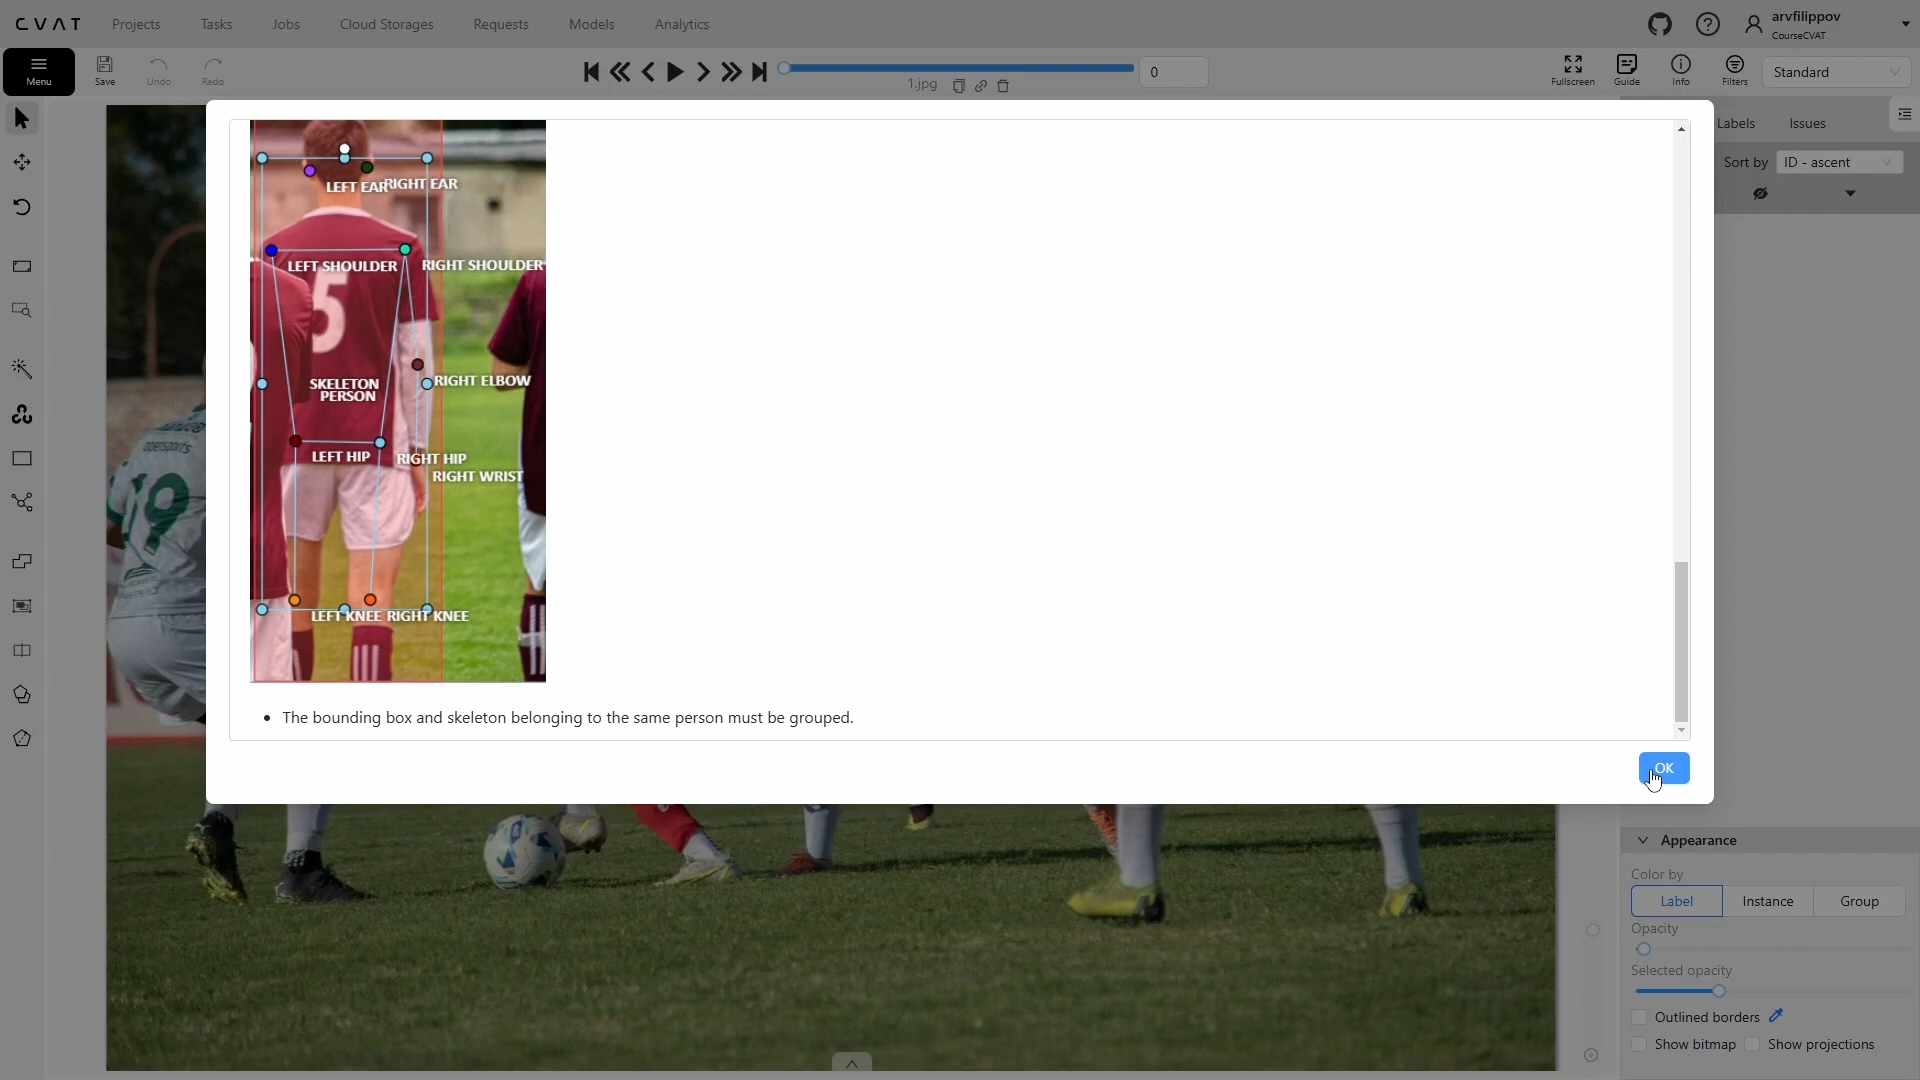 CVAT
Projects
Tasks
Jobs
Cloud Storages
Requests
Models
Analytics
arvfilippov
CourseCVAT
Menu
Save
Undo
Redo
1.jpg
0
Fullscreen
Guide
Info
Filters
Standard
Labels
Issues
Sort by
ID - ascent
LEFT EAR
RIGHT EAR
LEFT SHOULDER
RIGHT SHOULDER
5
SKELETON
PERSON
RIGHT ELBOW
LEFT HIP
RIGHT HIP
RIGHT WRIST
LEFT KNEE
RIGHT KNEE
opensports
19
• The bounding box and skeleton belonging to the same person must be grouped.
OK
Appearance
Color by
Label
Instance
Group
Opacity
Selected opacity
Outlined borders
Show bitmap
Show projections